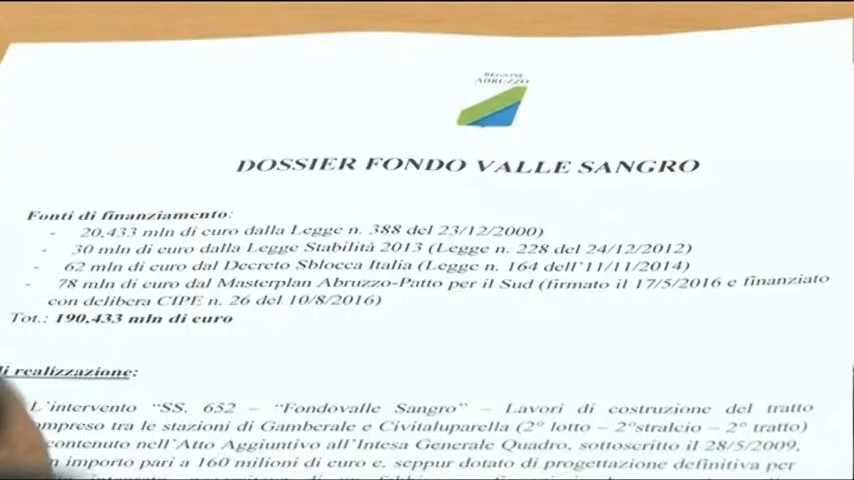 REGIONE
ABRUZZO
DOSSIER FONDO VALLE SANGRO
Fonti di finanziamento:
- 20,433 mln di euro dalla Legge n. 388 del 23/12/2000)
- 30 mln di euro dalla Legge Stabilità 2013 (Legge n. 228 del 24/12/2012)
- 62 mln di euro dal Decreto Sblocca Italia (Legge n. 164 dell'11/11/2014)
- 78 mln di euro dal Masterplan Abruzzo-Patto per il Sud (firmato il 17/5/2016 e finanziato
con delibera CIPE n. 26 del 10/8/2016)
Tot.: 190,433 mln di euro
di realizzazione:
L'intervento "SS. 652 – "Fondovalle Sangro" – Lavori di costruzione del tratto
mpreso tra le stazioni di Gamberale e Civitaluparella (2° lotto – 2°stralcio – 2° tratto)
contenuto nell'Atto Aggiuntivo all'Intesa Generale Quadro, sottoscritto il 28/5/2009,
n importo pari a 160 milioni di euro e, seppur dotato di progettazione definitiva per